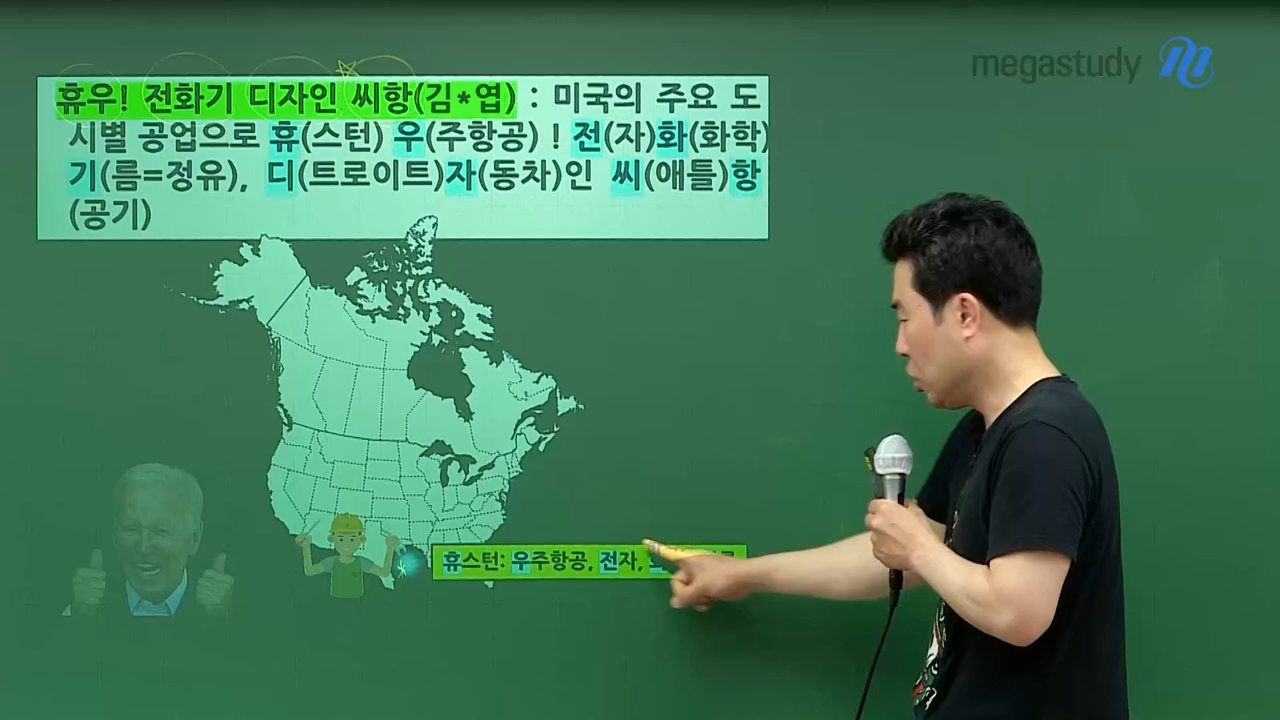 megastudy
휴우! 전화기 디자인 씨항(김*엽) : 미국의 주요 도
시별 공업으로 휴(스턴) 우(주항공) ! 전(자)화(화학)
기(름=정유), 디(트로이트)자(동차)인 씨(애틀)항
(공기)
휴스턴: 우주항공, 전자,